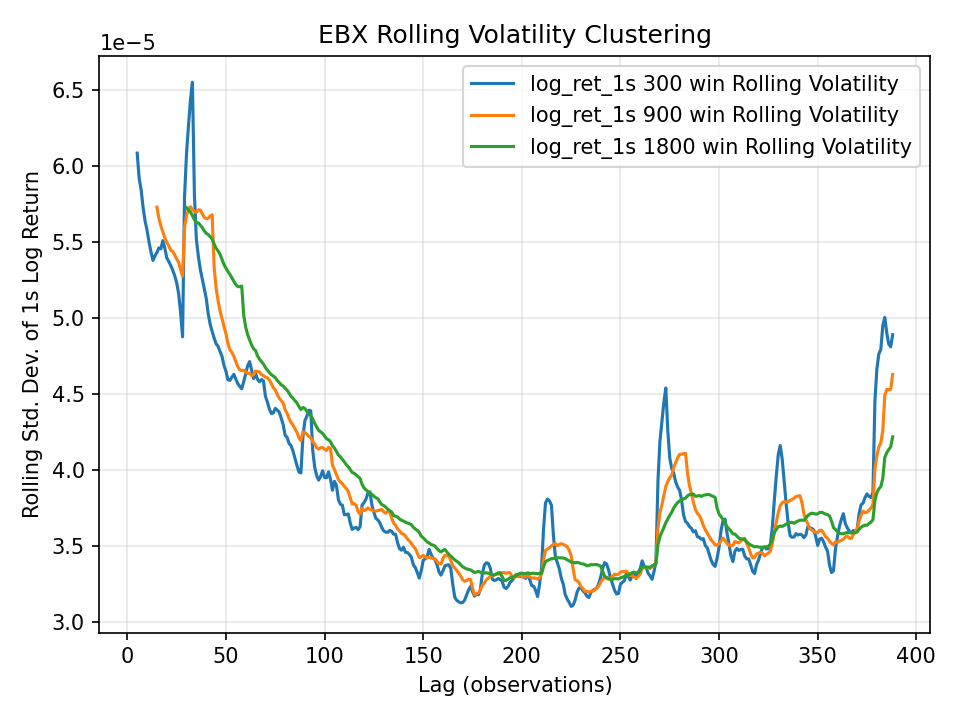 EBX Rolling Volatility Clustering
1e−5
log_ret_1s 300 win Rolling Volatility
log_ret_1s 900 win Rolling Volatility
log_ret_1s 1800 win Rolling Volatility
Rolling Std. Dev. of 1s Log Return
6.5
6.0
5.5
5.0
4.5
4.0
3.5
3.0
0 50 100 150 200 250 300 350 400
Lag (observations)